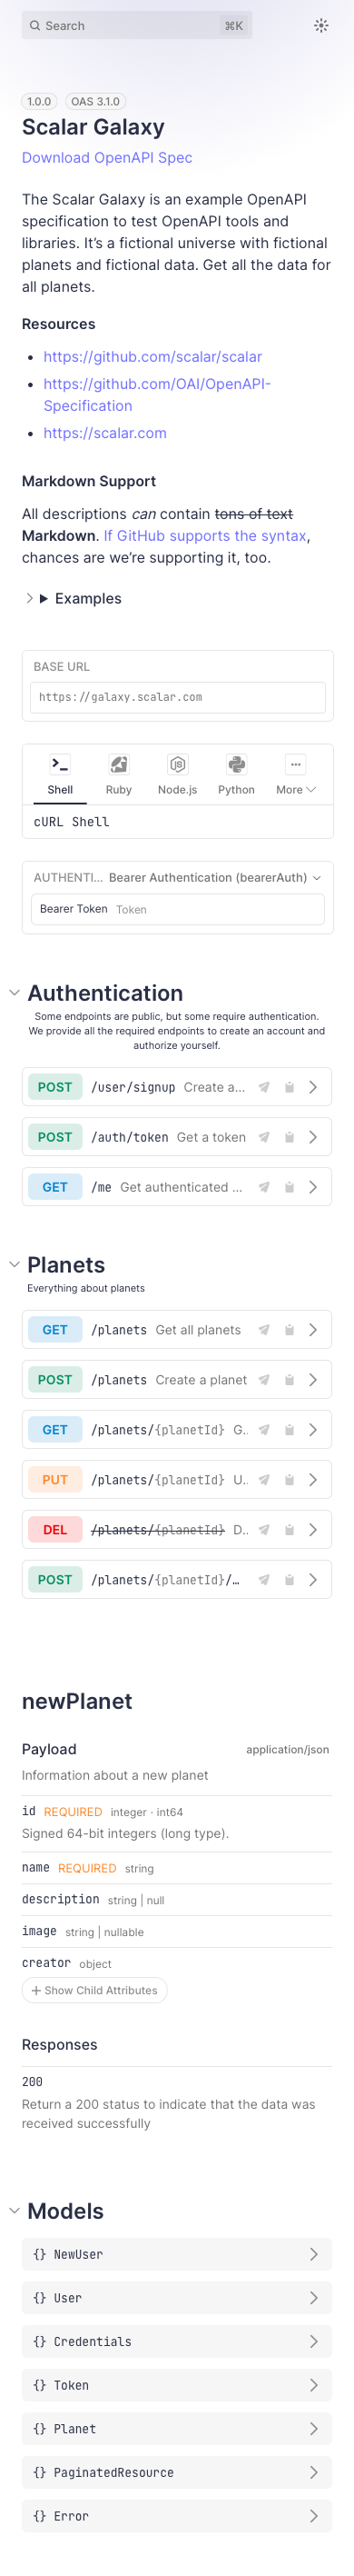 Search ⌘K
1.0.0 OAS 3.1.0
Scalar Galaxy
Download OpenAPI Spec
The Scalar Galaxy is an example OpenAPI
specification to test OpenAPI tools and
libraries. It’s a fictional universe with fictional
planets and fictional data. Get all the data for
all planets.
Resources
• https://github.com/scalar/scalar
• https://github.com/OAI/OpenAPI-
Specification
• https://scalar.com
Markdown Support
All descriptions can contain tons of text
Markdown. If GitHub supports the syntax,
chances are we’re supporting it, too.
Examples
BASE URL
https://galaxy.scalar.com
Shell Ruby Node.js Python More
cURL Shell
AUTHENTI... Bearer Authentication (bearerAuth)
Bearer Token Token
Authentication
Some endpoints are public, but some require authentication.
We provide all the required endpoints to create an account and
authorize yourself.
POST /user/signup Create a...
POST /auth/token Get a token
GET /me Get authenticated ...
Planets
Everything about planets
GET /planets Get all planets
POST /planets Create a planet
GET /planets/{planetId} G...
PUT /planets/{planetId} U...
DEL /planets/{planetId} D...
POST /planets/{planetId}/…
newPlanet
Payload application/json
Information about a new planet
id REQUIRED integer · int64
Signed 64-bit integers (long type).
name REQUIRED string
description string | null
image string | nullable
creator object
+ Show Child Attributes
Responses
200
Return a 200 status to indicate that the data was
received successfully
Models
{} NewUser
{} User
{} Credentials
{} Token
{} Planet
{} PaginatedResource
{} Error